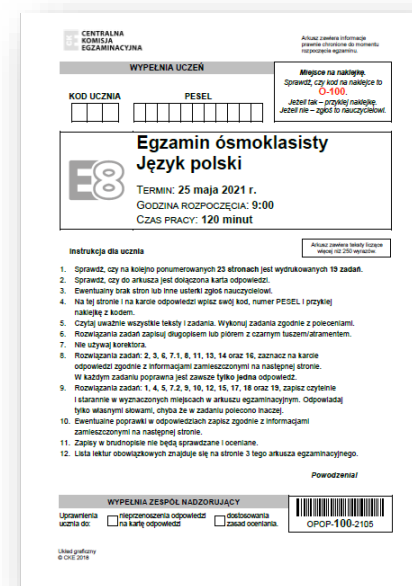 CENTRALNA
KOMISJA
EGZAMINACYJNA
Arkusz zawiera informacje
prawnie chronione do momentu
rozpoczęcia egzaminu.
WYPEŁNIA UCZEŃ
KOD UCZNIA
PESEL
Miejsce na naklejkę.
Sprawdź, czy kod na naklejce to
O-100.
Jeżeli tak – przyklej naklejkę.
Jeżeli nie – zgłoś to nauczycielowi.
E8
Egzamin ósmoklasisty
Język polski
TERMIN: 25 maja 2021 r.
GODZINA ROZPOCZĘCIA: 9:00
CZAS PRACY: 120 minut
Instrukcja dla ucznia
Arkusz zawiera teksty liczące
więcej niż 250 wyrazów.
1. Sprawdź, czy na kolejno ponumerowanych 23 stronach jest wydrukowanych 19 zadań.
2. Sprawdź, czy do arkusza jest dołączona karta odpowiedzi.
3. Ewentualny brak stron lub inne usterki zgłoś nauczycielowi.
4. Na tej stronie i na karcie odpowiedzi wpisz swój kod, numer PESEL i przyklej
naklejkę z kodem.
5. Czytaj uważnie wszystkie teksty i zadania. Wykonuj zadania zgodnie z poleceniami.
6. Rozwiązania zadań zapisuj długopisem lub piórem z czarnym tuszem/atramentem.
7. Nie używaj korektora.
8. Rozwiązania zadań: 2, 3, 6, 7.1, 8, 11, 13, 14 oraz 16, zaznacz na karcie
odpowiedzi zgodnie z informacjami zamieszczonymi na następnej stronie.
W każdym zadaniu poprawna jest zawsze tylko jedna odpowiedź.
9. Rozwiązania zadań: 1, 4, 5, 7.2, 9, 10, 12, 15, 17, 18 oraz 19, zapisz czytelnie
i starannie w wyznaczonych miejscach w arkuszu egzaminacyjnym. Odpowiadaj
tylko własnymi słowami, chyba że w zadaniu polecono inaczej.
10. Ewentualne poprawki w odpowiedziach zapisz zgodnie z informacjami
zamieszczonymi na następnej stronie.
11. Zapisy w brudnopisie nie będą sprawdzane i oceniane.
12. Lista lektur obowiązkowych znajduje się na stronie 3 tego arkusza egzaminacyjnego.
Powodzenia!
WYPEŁNIA ZESPÓŁ NADZORUJĄCY
Uprawnienia
ucznia do:
nieprzenoszenia odpowiedzi
na kartę odpowiedzi
dostosowania
zasad oceniania.
OPOP-100-2105
Układ graficzny
© CKE 2018